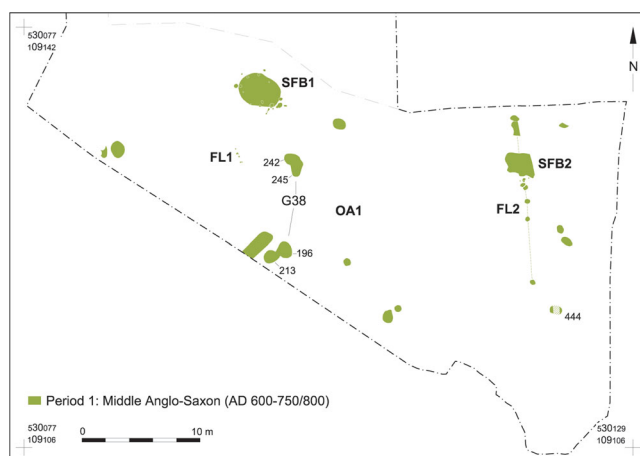 530077
109142
SFB1
N
FL1
242
245
SFB2
G38
OA1
FL2
196
213
444
Period 1: Middle Anglo-Saxon (AD 600-750/800)
530077
109106
0
10 m
530129
109106